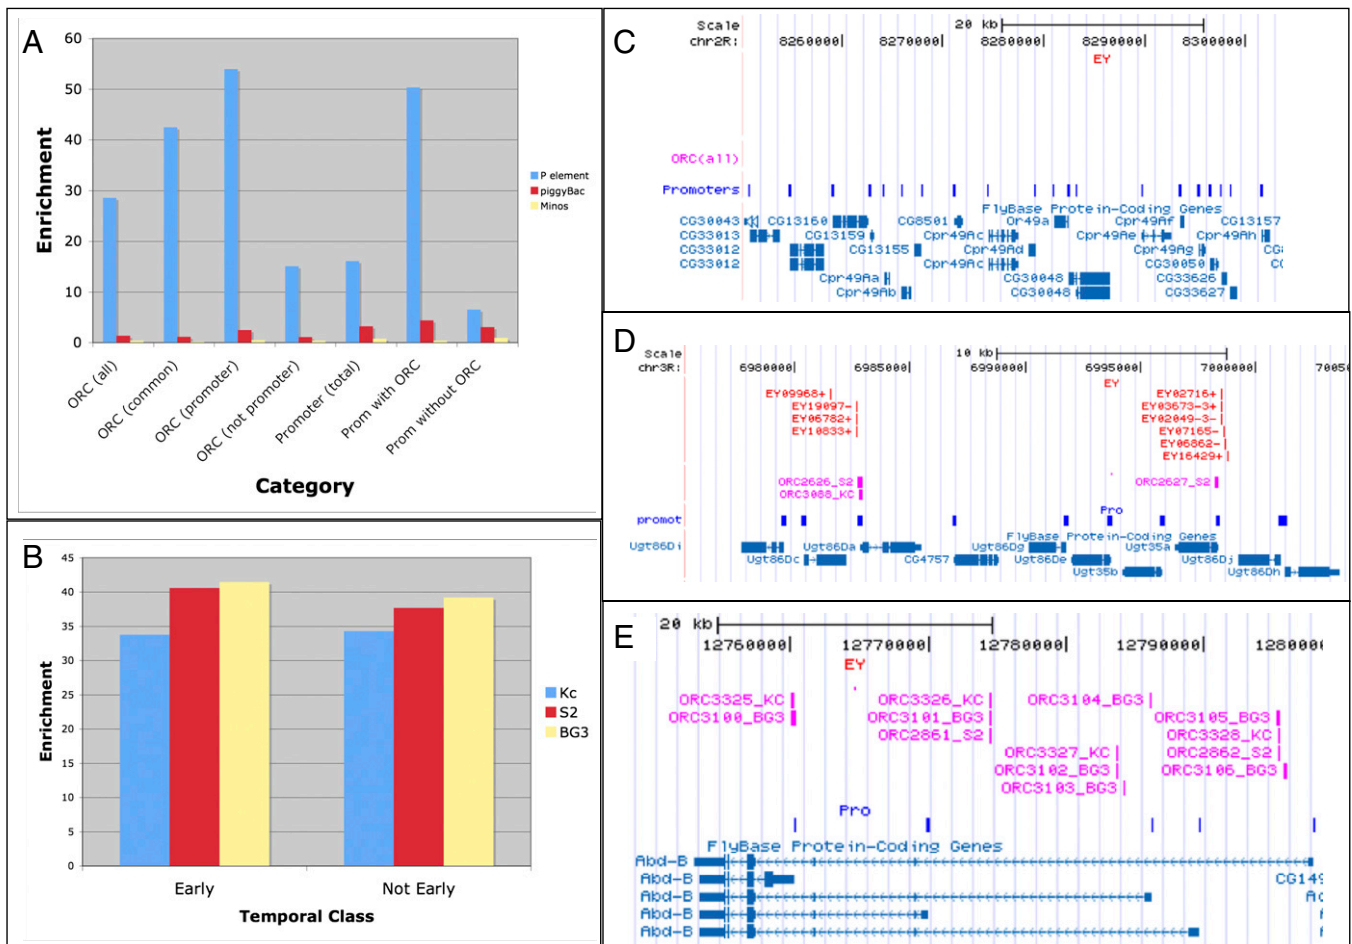 A
60
50
40
30
20
10
0
Enrichment
ORC (all)
ORC (common)
ORC (promoter)
ORC (not promoter)
Promoter (total)
Prom with ORC
Prom without ORC
Category
P element
piggyBac
Minos
B
45
40
35
30
25
20
15
10
5
0
Enrichment
Early
Not Early
Temporal Class
Kc
S2
BG3
C
Scale
20 kb
chr2R:
8260000|
8270000|
8280000|
8290000|
8300000|
EY
ORC(all)
Promoters
FlyBase Protein-Coding Genes
CG30043
CG13160
CG8501
Or49a
Cpr49Af
CG13157
CG33013
CG13159
Cpr49Ac
Cpr49Ae
Cpr49Ah
CG33012
CG13155
Cpr49Ad
Cpr49Ag
CG33012
Cpr49Ac
CG30050
Cpr49Aa
CG30048
CG33626
Cpr49Ab
CG30048
CG33627
D
Scale
10 kb
chr3R:
6980000|
6985000|
6990000|
6995000|
7000000|
7005
EY
EY09968+
EY02716+
EY19097-
EY03673-3+
EY06782+
EY02049-3-
EY10833+
EY07165-
EY06862-
EY16429+
ORC2626_S2
ORC2627_S2
ORC3088_KC
Pro
promot
FlyBase Protein-Coding Genes
Ugt86Di
Ugt86Da
Ugt86Dg
Ugt35a
Ugt86Dc
CG4757
Ugt86De
Ugt86Dj
Ugt35b
Ugt86Dh
E
20 kb
12760000|
12770000|
12780000|
12790000|
1280000
EY
ORC3325_KC
ORC3326_KC
ORC3104_BG3
ORC3100_BG3
ORC3101_BG3
ORC3105_BG3
ORC2861_S2
ORC3328_KC
ORC3327_KC
ORC2862_S2
ORC3102_BG3
ORC3106_BG3
ORC3103_BG3
Pro
FlyBase Protein-Coding Genes
Abd-B
Abd-B
CG149
Abd-B
Abd-B
Abd-B